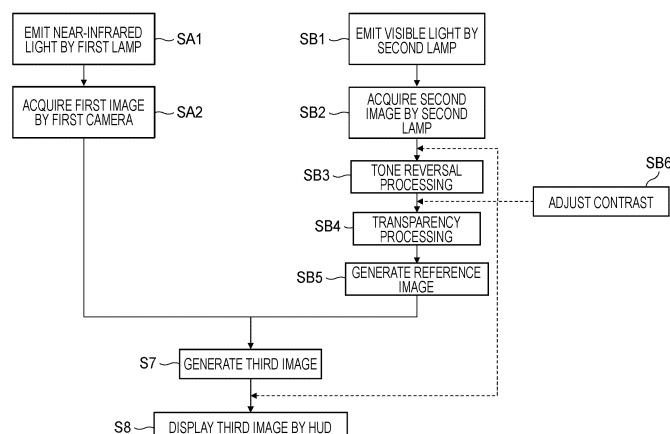 EMIT NEAR-INFRARED
LIGHT BY FIRST LAMP
SA1
ACQUIRE FIRST IMAGE
BY FIRST CAMERA
SA2
SB1
EMIT VISIBLE LIGHT BY
SECOND LAMP
SB2
ACQUIRE SECOND
IMAGE BY SECOND
LAMP
SB3
TONE REVERSAL
PROCESSING
SB6
ADJUST CONTRAST
SB4
TRANSPARENCY
PROCESSING
SB5
GENERATE REFERENCE
IMAGE
S7
GENERATE THIRD IMAGE
S8
DISPLAY THIRD IMAGE BY HUD